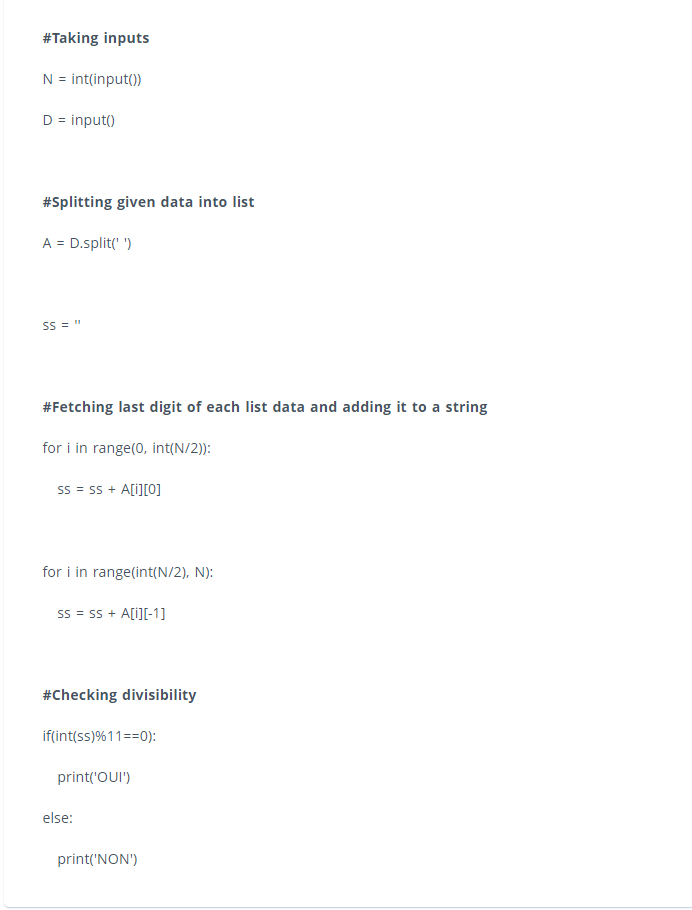 #Taking inputs
N = int(input())
D = input()
#Splitting given data into list
A = D.split(' ')
ss = ''
#Fetching last digit of each list data and adding it to a string
for i in range(0, int(N/2)):
ss = ss + A[i][0]
for i in range(int(N/2), N):
ss = ss + A[i][-1]
#Checking divisibility
if(int(ss)%11==0):
print('OUI')
else:
print('NON')